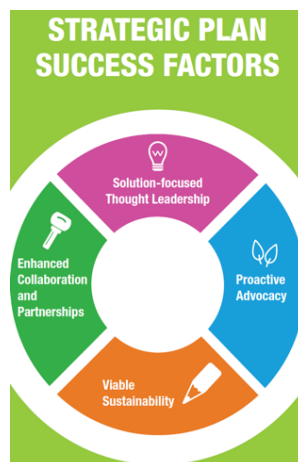 STRATEGIC PLAN
SUCCESS FACTORS
Solution-focused
Thought Leadership
Enhanced
Collaboration
and
Partnerships
Proactive
Advocacy
Viable
Sustainability